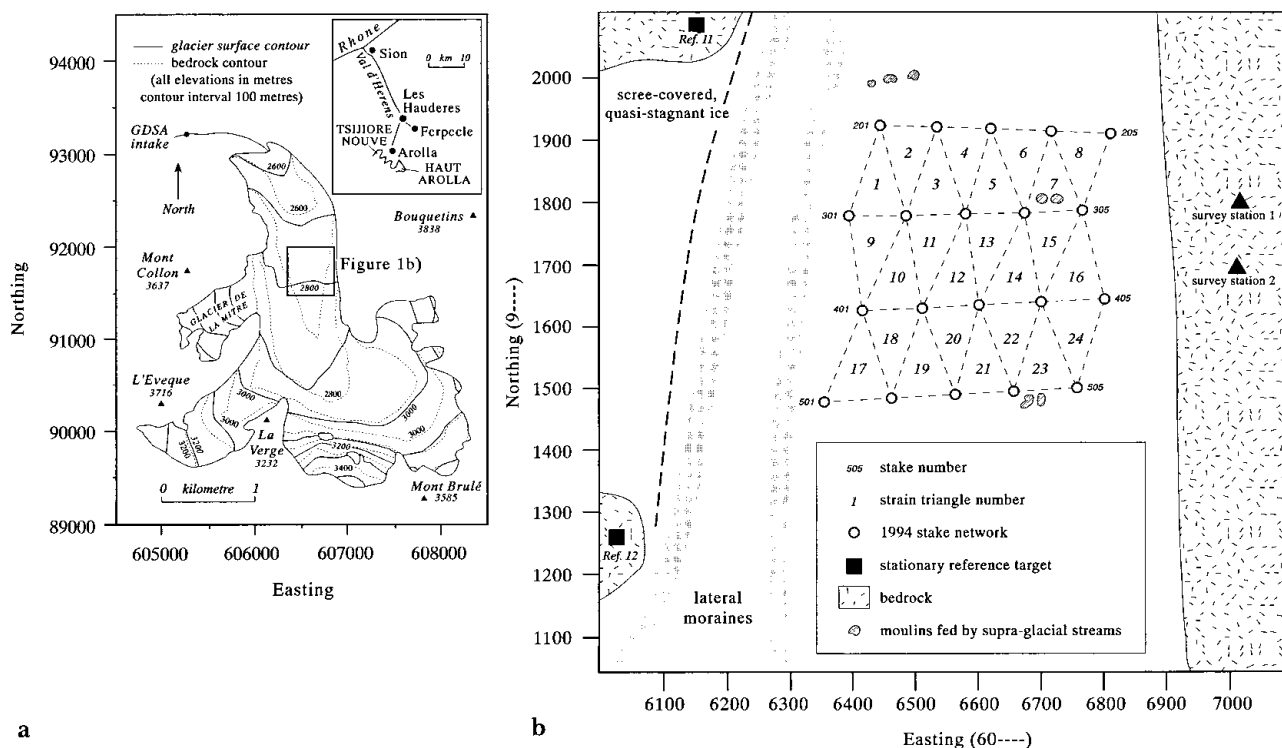 glacier surface contour
bedrock contour
(all elevations in metres
contour interval 100 metres)
GDSA
intake
North
Rhone
Sion
0 km 10
Val d'Herens
Les
Hauderes
TSIJIORE
NOUVE
Ferpecle
Arolla
HAUT
AROLLA
2600
2600
Bouquetins
3838
Mont
Collon
3637
Figure 1b)
2800
GLACIER DE
LA MITRE
L'Eveque
3716
2800
3000
3000
3000
3000
3200
3200
3200
3400
La
Vierge
3232
0 kilometre 1
Mont Brulé
3585
94000
93000
92000
91000
90000
89000
Northing
605000 606000 607000 608000
Easting
a
Ref. 11
scree-covered,
quasi-stagnant ice
201 205
2 4 6 8
1 3 5 7
301 305
9 11 13 15
10 12 14 16
401 405
18 20 22 24
17 19 21 23
501 505
survey station 1
survey station 2
Ref. 12
lateral
moraines
505 stake number
1 strain triangle number
1994 stake network
stationary reference target
bedrock
moulins fed by supra-glacial streams
2000
1900
1800
1700
1600
1500
1400
1300
1200
1100
Northing (9----)
6100 6200 6300 6400 6500 6600 6700 6800 6900 7000
Easting (60----)
b